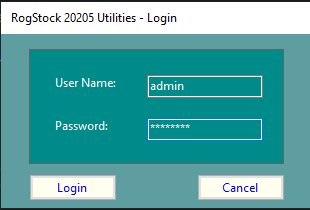 RogStock 20205 Utilities - Login
User Name: admin
Password: ********
Login Cancel